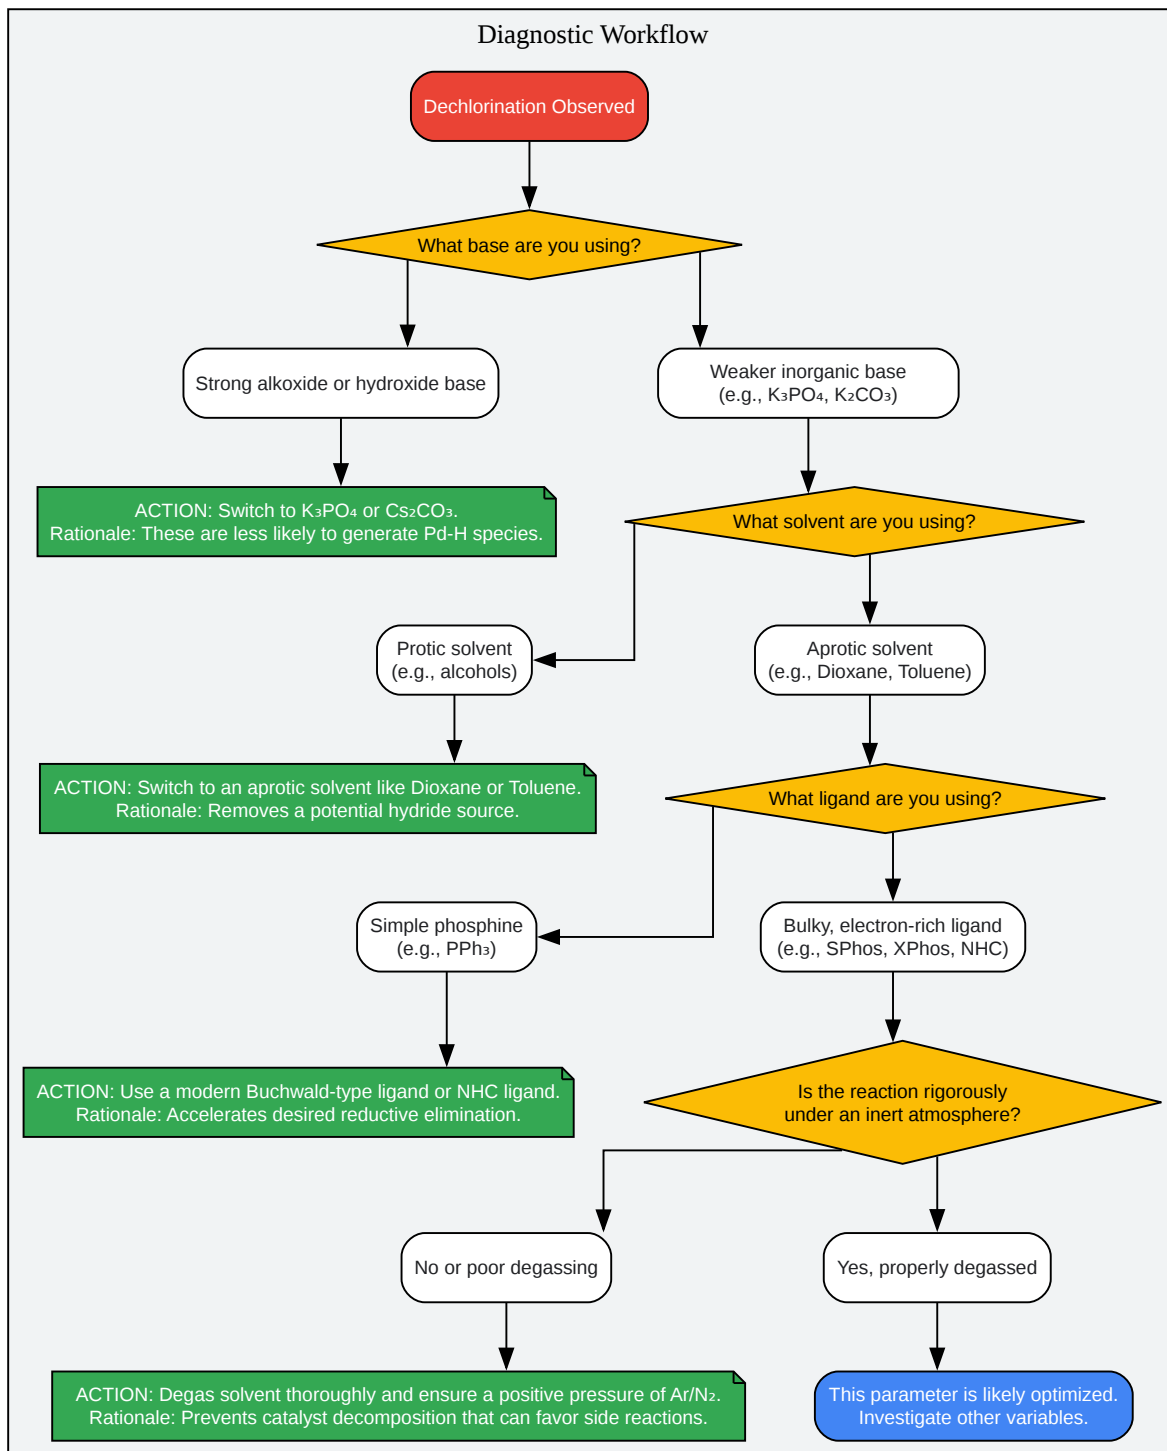 Diagnostic Workflow
Dechlorination Observed
What base are you using?
Strong alkoxide or hydroxide base
Weaker inorganic base
(e.g., K₃PO₄, K₂CO₃)
ACTION: Switch to K₃PO₄ or Cs₂CO₃.
Rationale: These are less likely to generate Pd-H species.
What solvent are you using?
Protic solvent
(e.g., alcohols)
Aprotic solvent
(e.g., Dioxane, Toluene)
ACTION: Switch to an aprotic solvent like Dioxane or Toluene.
Rationale: Removes a potential hydride source.
What ligand are you using?
Simple phosphine
(e.g., PPh₃)
Bulky, electron-rich ligand
(e.g., SPhos, XPhos, NHC)
ACTION: Use a modern Buchwald-type ligand or NHC ligand.
Rationale: Accelerates desired reductive elimination.
Is the reaction rigorously
under an inert atmosphere?
No or poor degassing
Yes, properly degassed
ACTION: Degas solvent thoroughly and ensure a positive pressure of Ar/N₂.
Rationale: Prevents catalyst decomposition that can favor side reactions.
This parameter is likely optimized.
Investigate other variables.